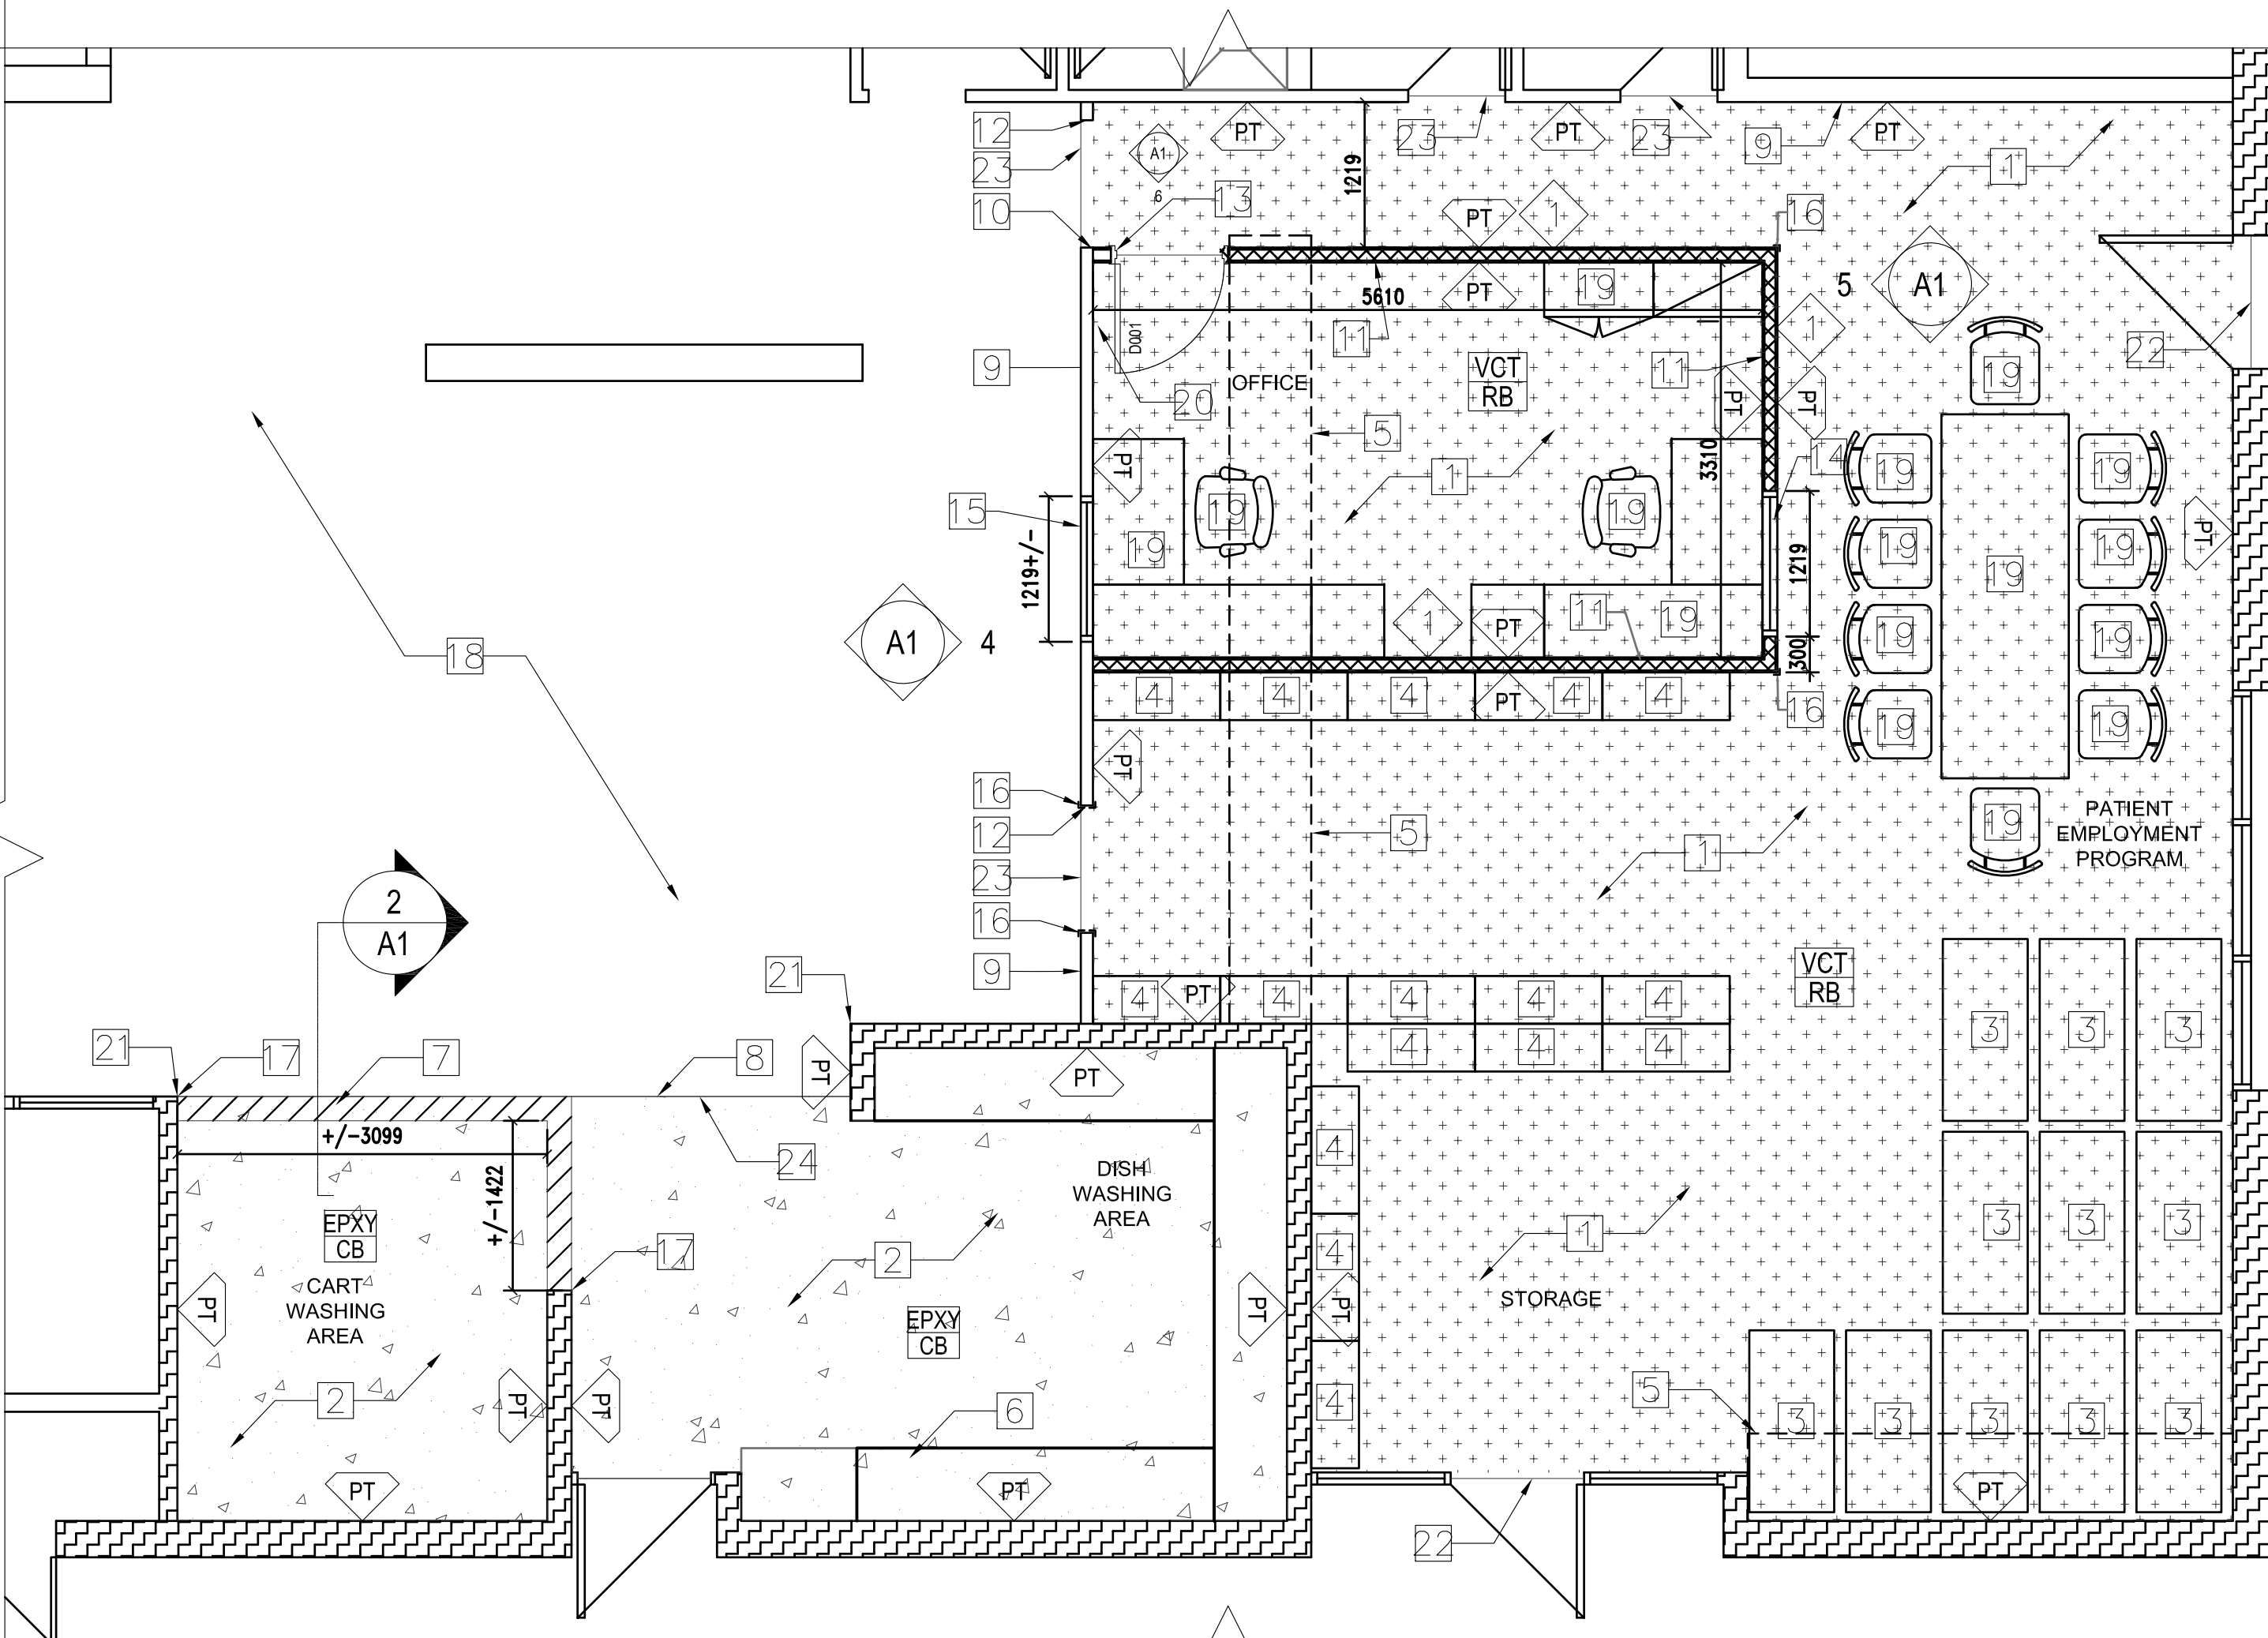 12
PT
23
PT
23
9
PT
23
A1
1219
1
6
13
10
PT
1
16
5
A1
PT
19
5610
1
9
D001
11
11
22
OFFICE
VCT
RB
19
20
PT
PT
5
PT
3310
14
19
19
1
15
19
19
PT
1219+/-
19
1219
19
19
19
A1
4
1
PT
11
19
300
19
19
18
4
4
4
PT
4
4
16
19
19
PT
16
12
5
1
19
PATIENT
EMPLOYMENT
PROGRAM
23
2
A1
16
21
9
VCT
RB
4
PT
4
4
4
4
3
3
3
21
17
7
8
PT
PT
4
4
4
+/-3099
24
DISH
WASHING
AREA
4
+/-1422
EPXY
CB
17
2
4
1
3
3
3
CART
WASHING
AREA
PT
EPXY
CB
PT
PT
STORAGE
2
PT
PT
6
4
5
3
3
3
3
3
PT
PT
PT
22